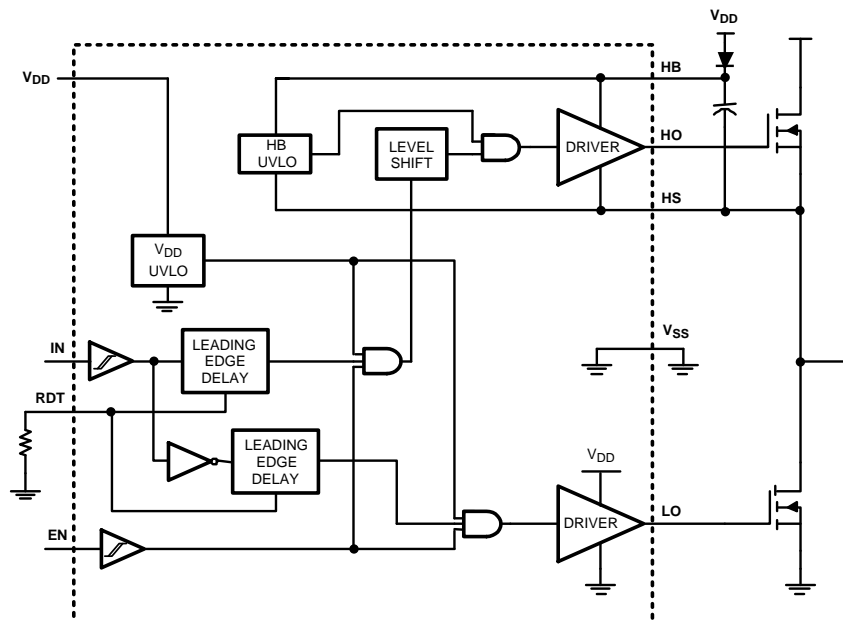 VDD
VDD
HB
HB
UVLO
LEVEL
SHIFT
DRIVER
HO
HS
VDD
UVLO
VSS
IN
LEADING
EDGE
DELAY
RDT
LEADING
EDGE
DELAY
VDD
DRIVER
LO
EN